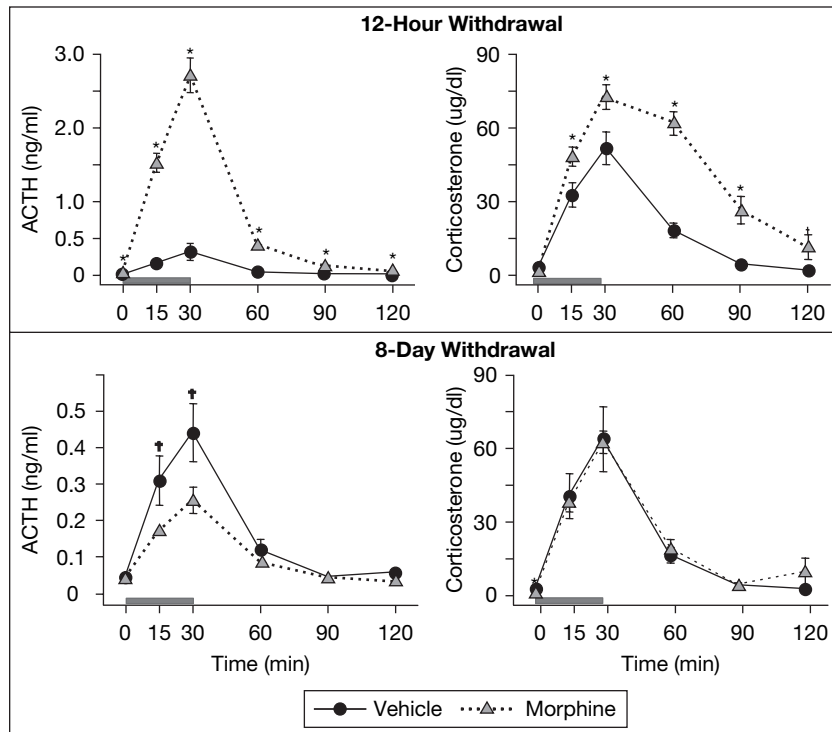 12-Hour Withdrawal
ACTH (ng/ml)
3.0
2.5
2.0
1.5
1.0
0.5
0
*
*
*
*
*
*
0 15 30 60 90 120
Corticosterone (ug/dl)
90
60
30
0
*
*
*
*
†
0 15 30 60 90 120
8-Day Withdrawal
ACTH (ng/ml)
0.5
0.4
0.3
0.2
0.1
0
†
†
0 15 30 60 90 120
Time (min)
Corticosterone (ug/dl)
90
60
30
0
*
0 15 30 60 90 120
Time (min)
Vehicle Morphine